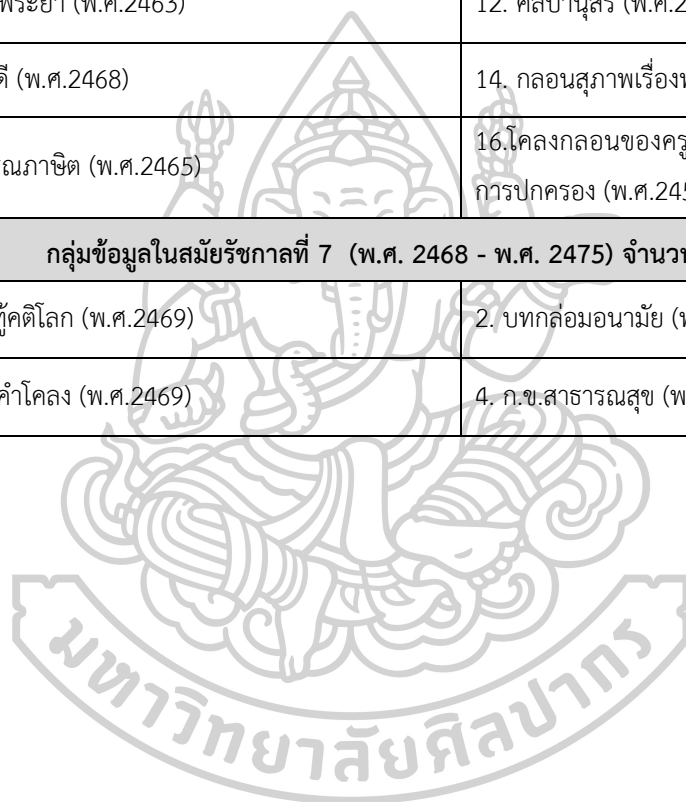 พระยา (พ.ศ.2463)
12. ศิลปานุสร (พ.ศ.2
ดี (พ.ศ.2468)
14. กลอนสุภาพเรื่อง
ณภาษิต (พ.ศ.2465)
16.โคลงกลอนของครู
การปกครอง (พ.ศ.245
กลุ่มข้อมูลในสมัยรัชกาลที่ 7 (พ.ศ. 2468 - พ.ศ. 2475) จำนวน
คติโลก (พ.ศ.2469)
2. บทกล่อมอนามัย (พ
คำโคลง (พ.ศ.2469)
4. ก.ข.สาธารณสุข (พ
มหาวิทยาลัยศิลปากร